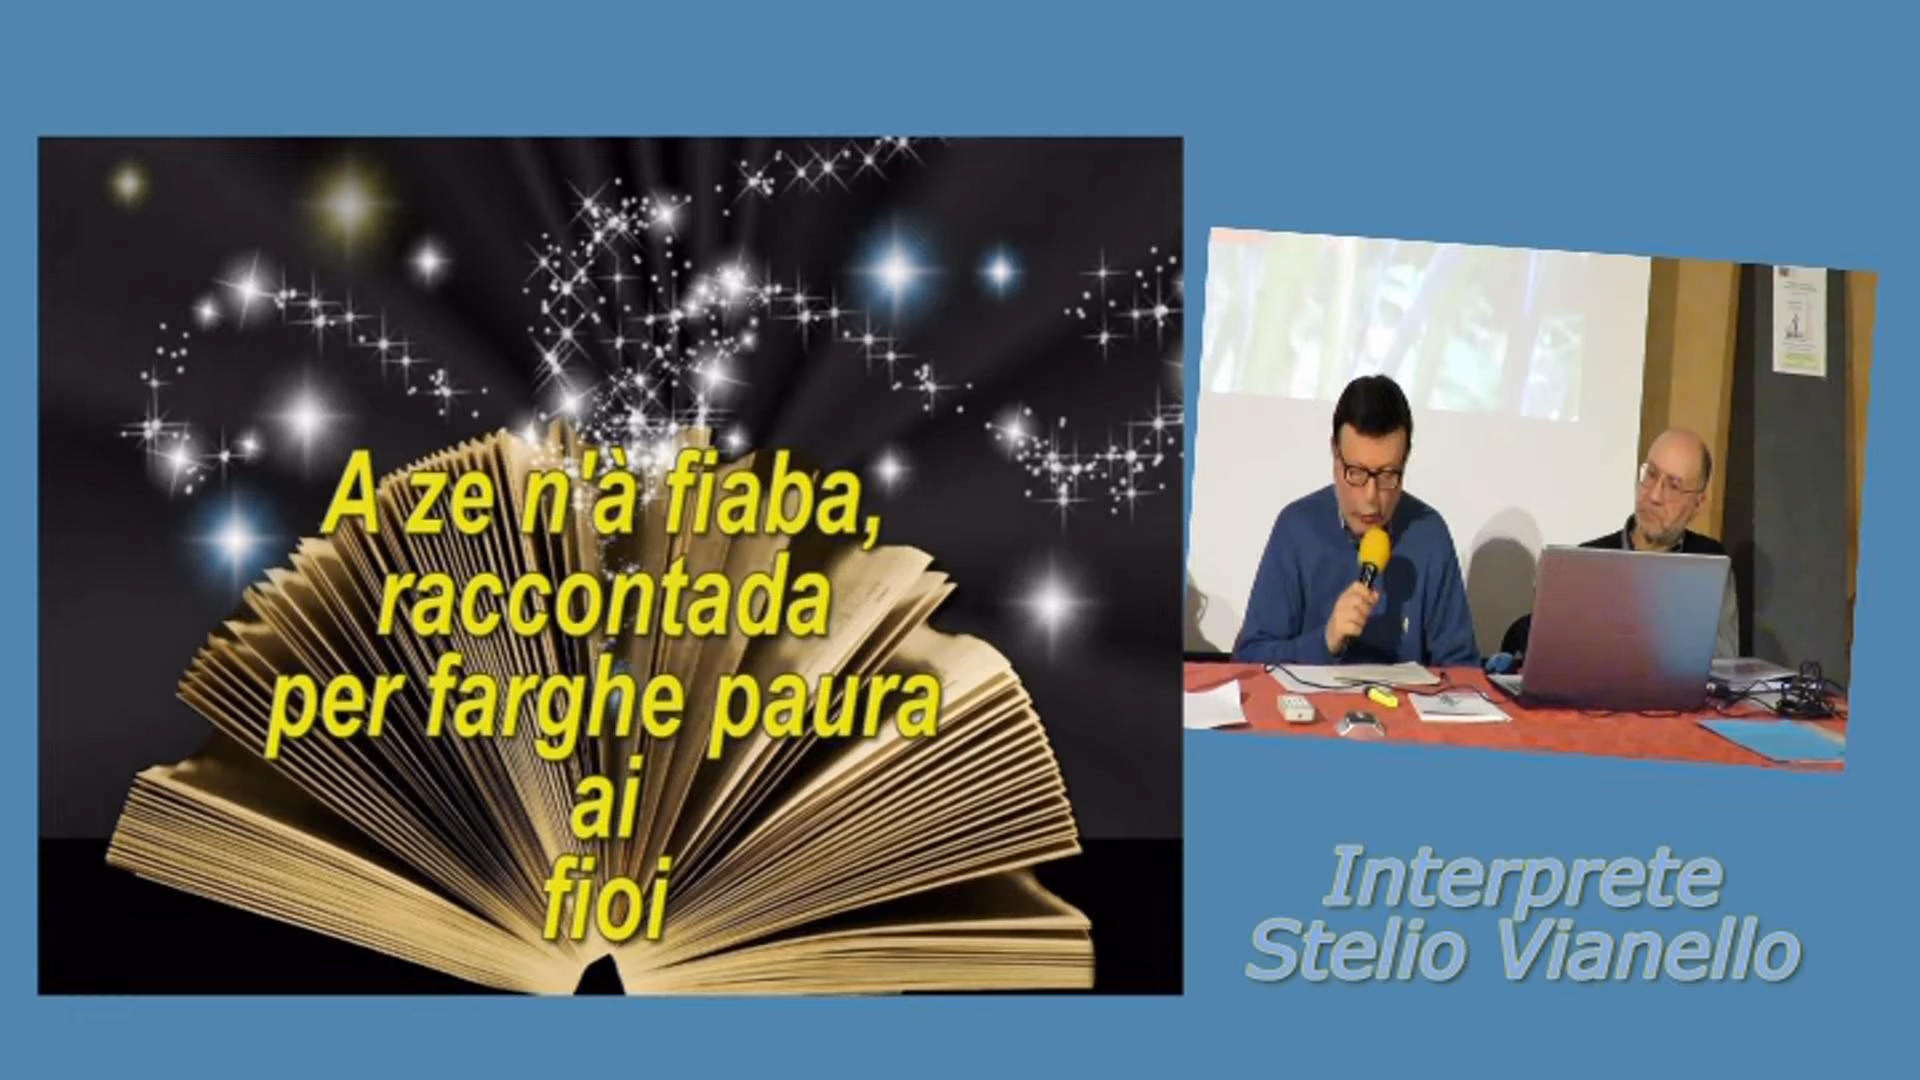 A ze n'à fiaba,
raccontada
per farghe paura
ai
fioi
Interprete
Stelio Vianello